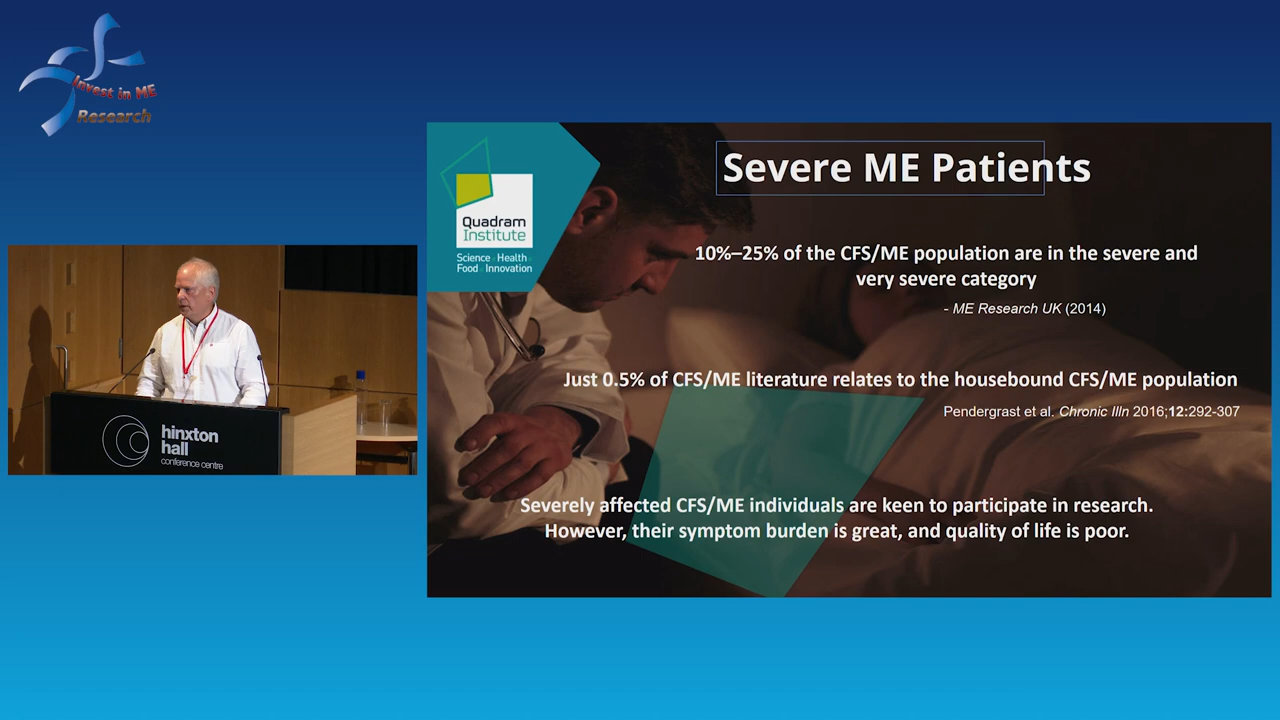 Invest in ME
Research
Quadram
Institute
Science Health
Food Innovation
Severe ME Patients
10%–25% of the CFS/ME population are in the severe and
very severe category
- ME Research UK (2014)
Just 0.5% of CFS/ME literature relates to the housebound CFS/ME population
Pendergrast et al. Chronic Illn 2016;12:292-307
Severely affected CFS/ME individuals are keen to participate in research.
However, their symptom burden is great, and quality of life is poor.
hinxton
hall
conference centre